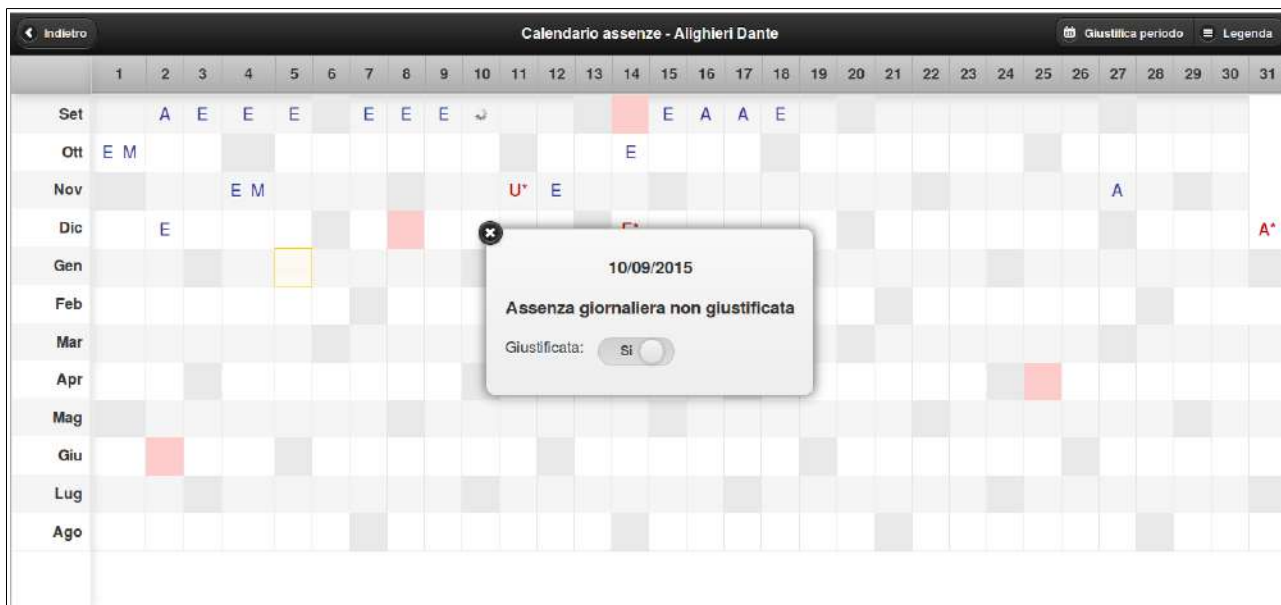 Indietro Calendario assenze - Alighieri Dante Giustifica periodo Legenda
1 2 3 4 5 6 7 8 9 10 11 12 13 14 15 16 17 18 19 20 21 22 23 24 25 26 27 28 29 30 31
Set A E E E E E E E A A E
Ott E M E
Nov E M U* E A
Dic E E* A*
Gen
Feb
Mar
Apr
Mag
Giu
Lug
Ago
10/09/2015
Assenza giornaliera non giustificata
Giustificata: Si